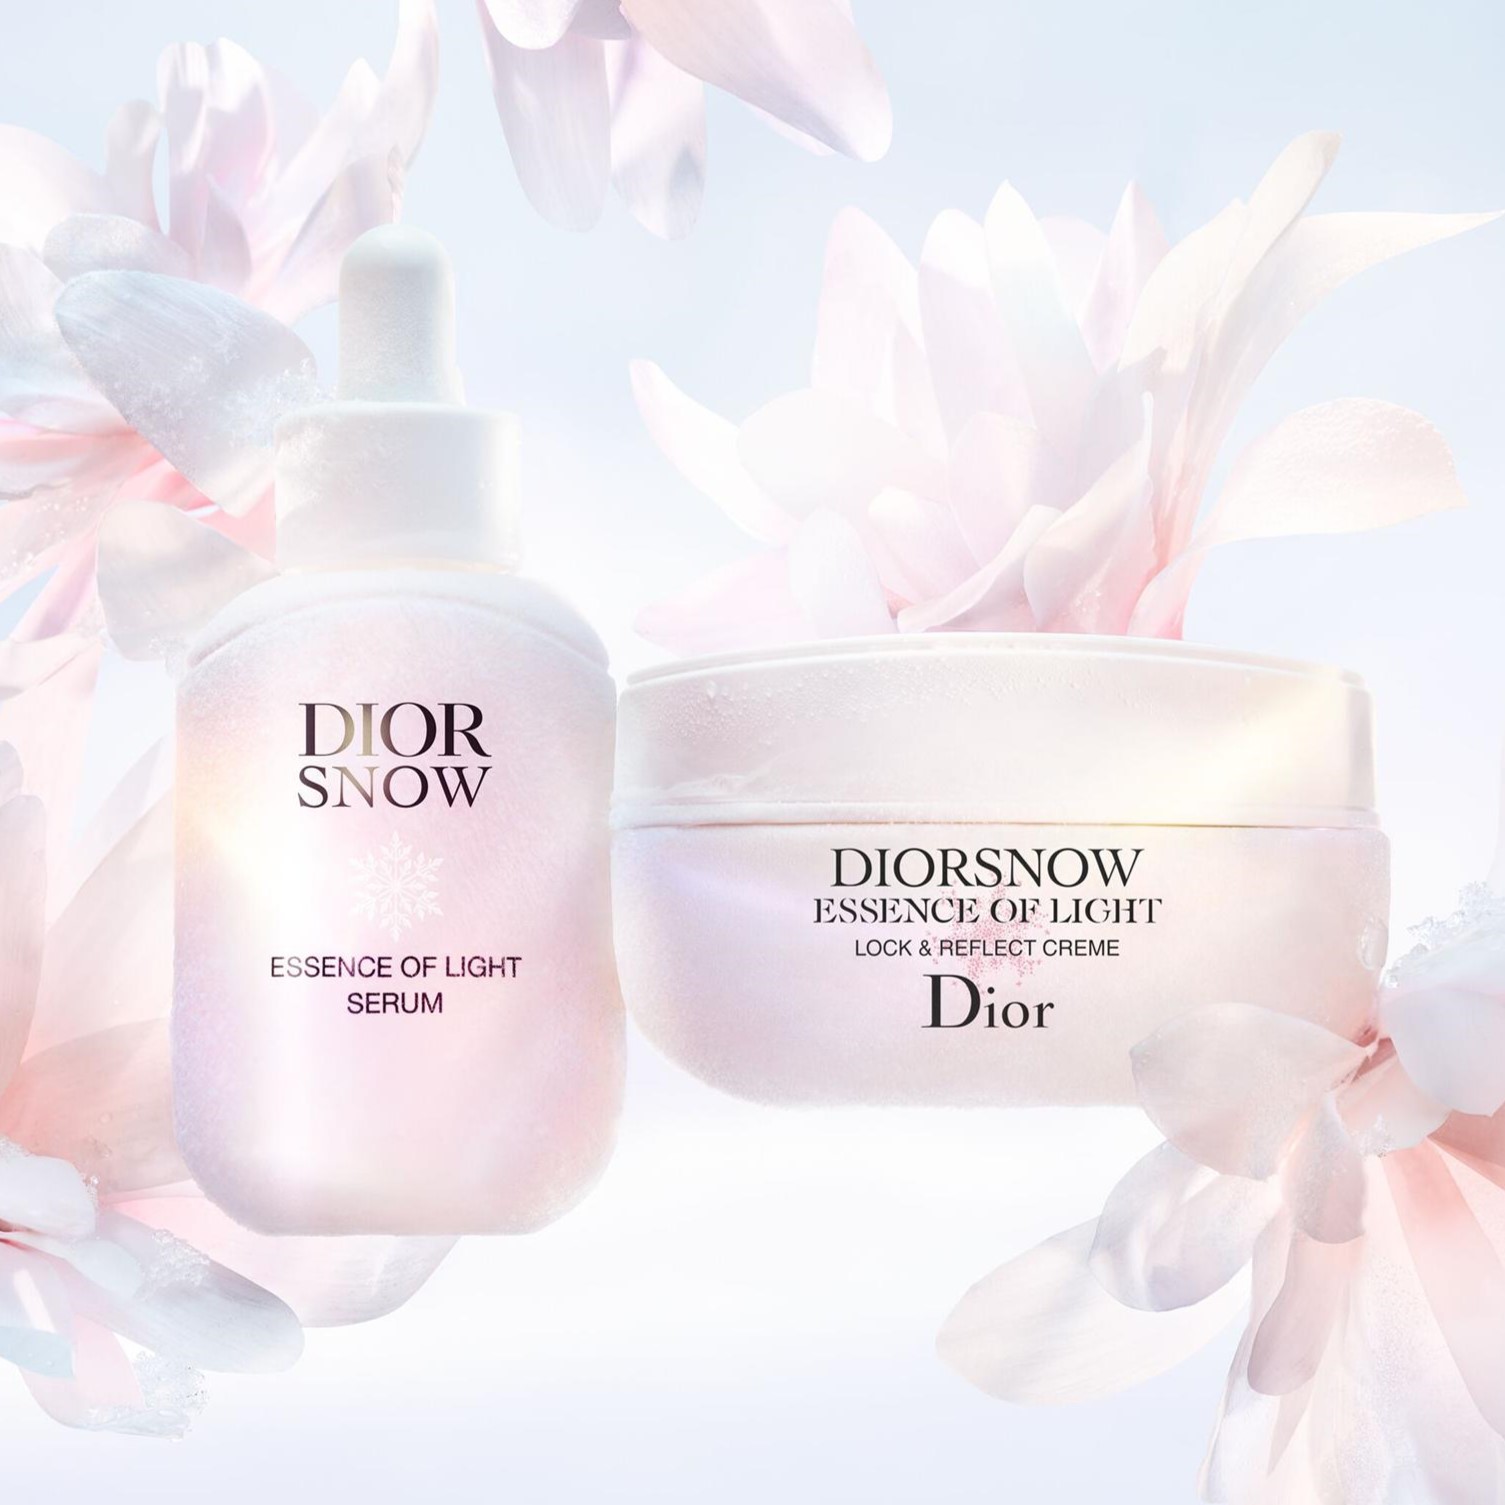 DIOR
SNOW
ESSENCE OF LIGHT
SERUM
DIORSNOW
ESSENCE OF LIGHT
LOCK & REFLECT CREME
Dior